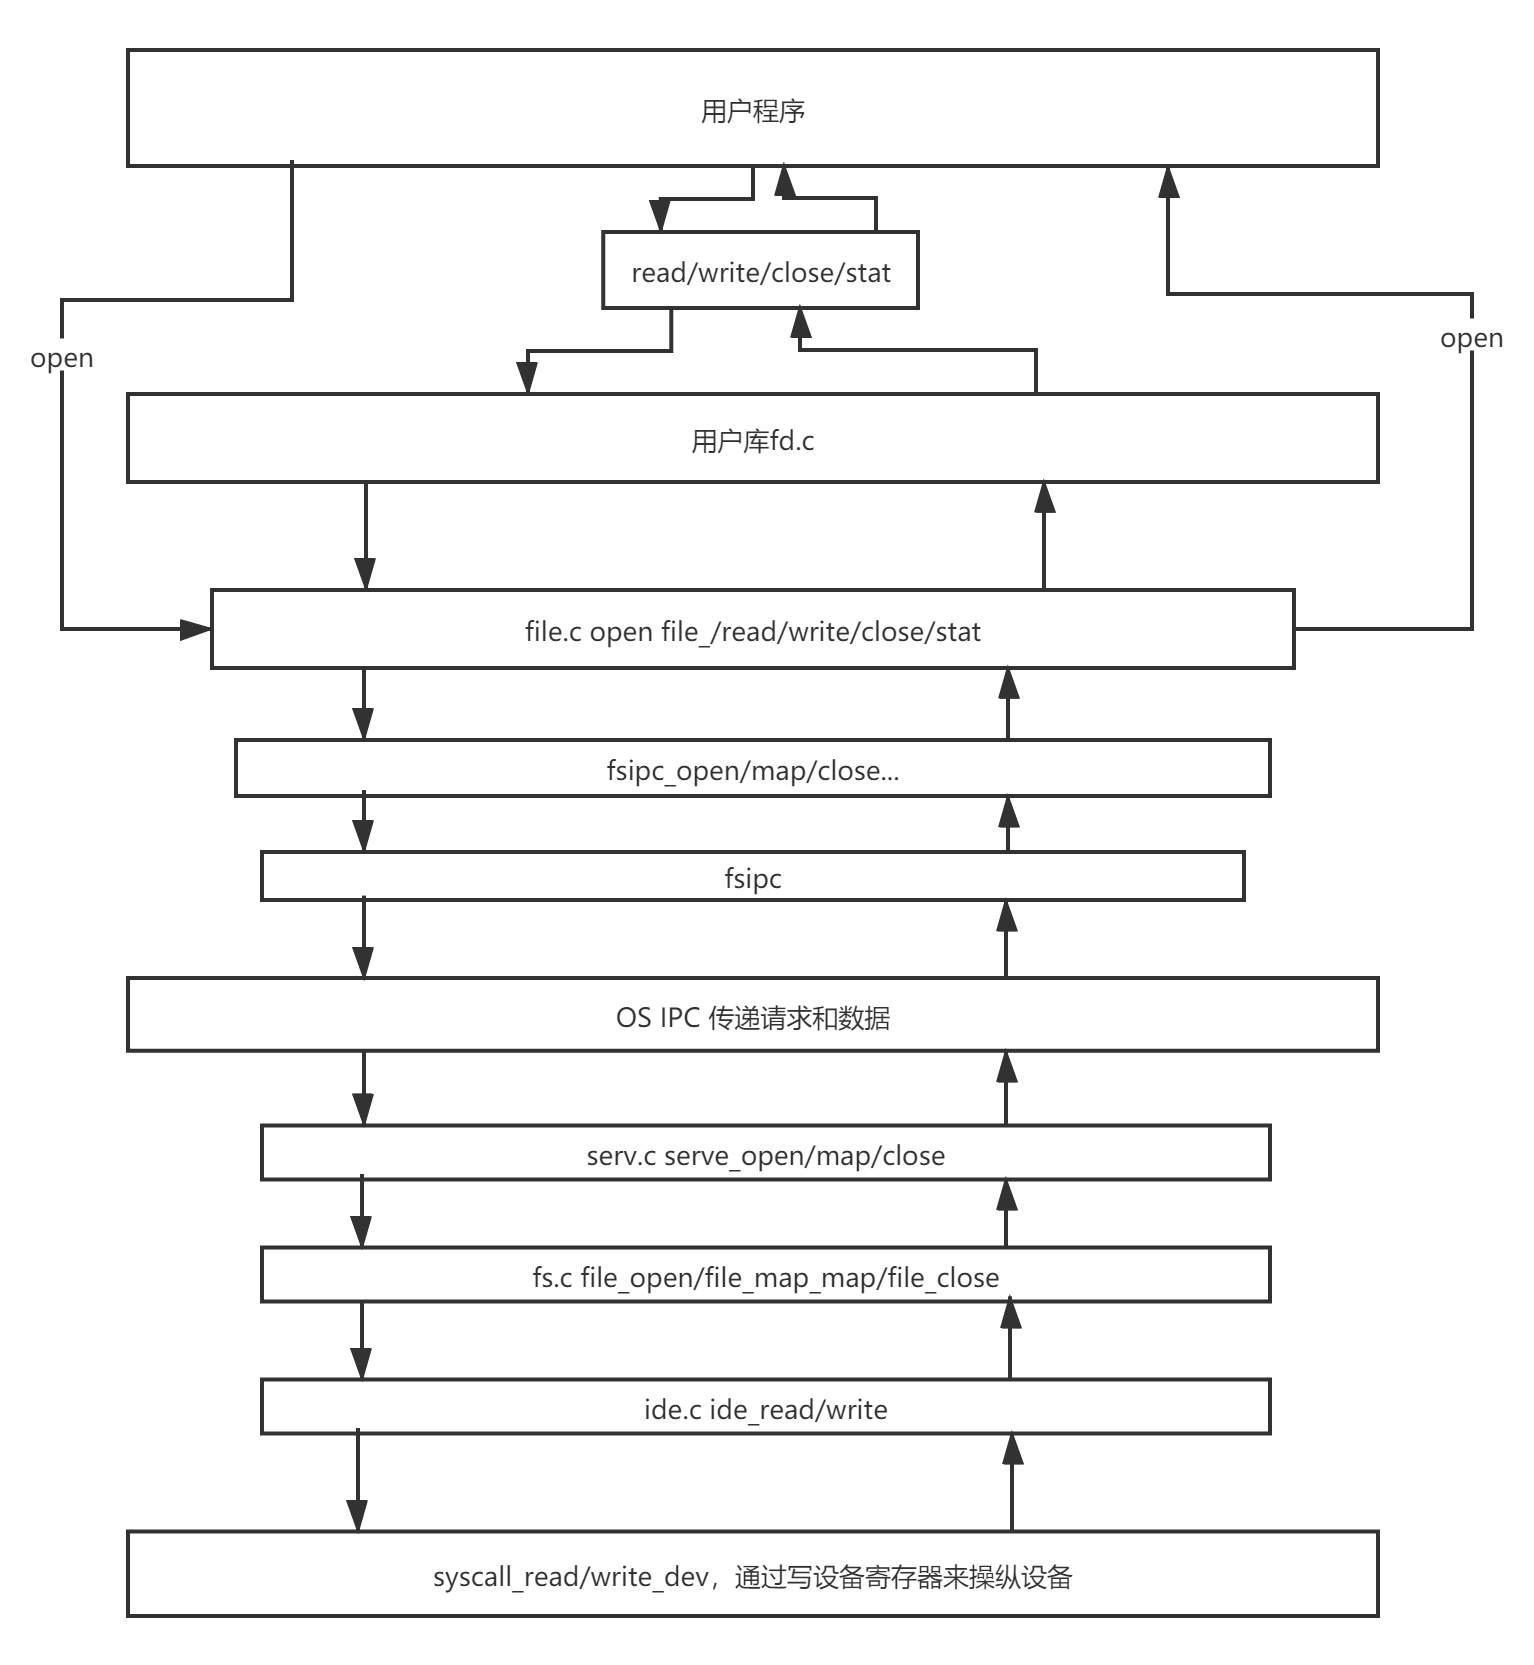 用户程序
read/write/close/stat
open
open
用户库fd.c
file.c open file_/read/write/close/stat
fsipc_open/map/close...
fsipc
OS IPC 传递请求和数据
serv.c serve_open/map/close
fs.c file_open/file_map_map/file_close
ide.c ide_read/write
syscall_read/write_dev，通过写设备寄存器来操纵设备